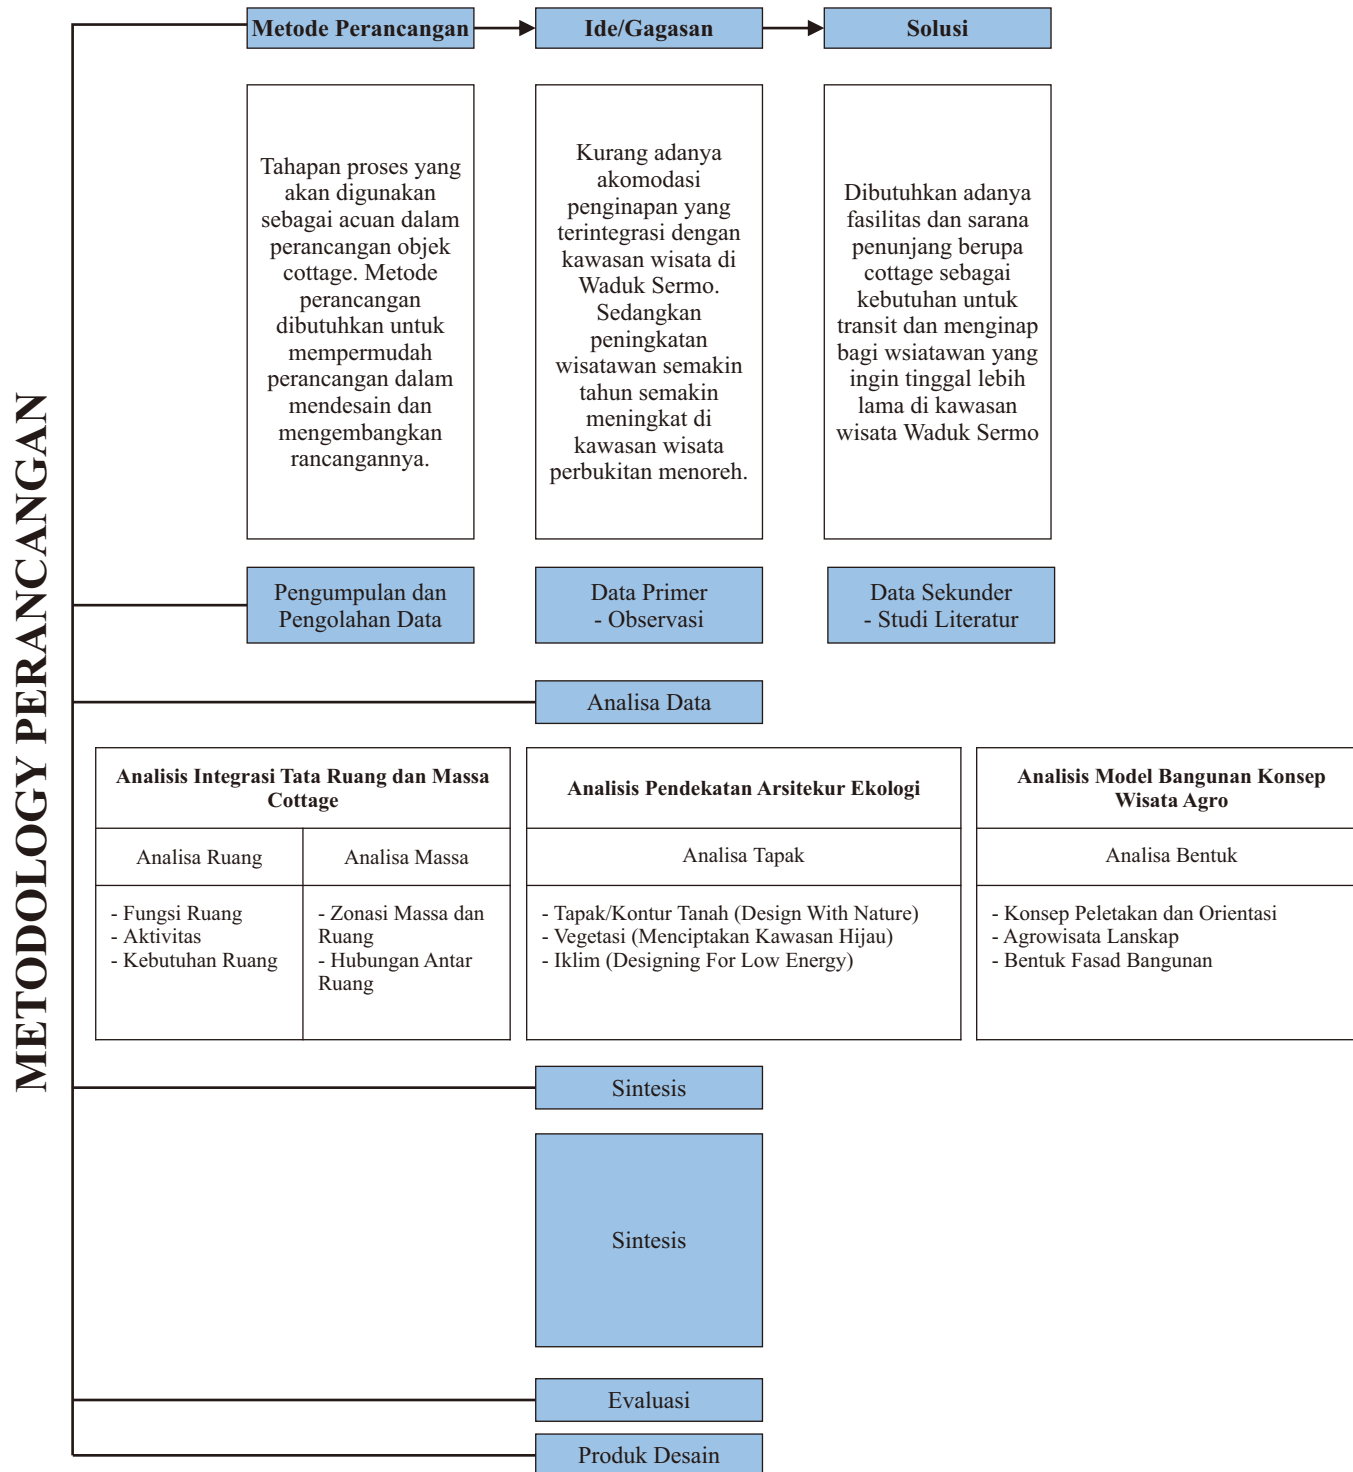 METODOLOGY PERANCANGAN
Metode Perancangan
Ide/Gagasan
Solusi
Tahapan proses yang
akan digunakan
sebagai acuan dalam
perancangan objek
cottage. Metode
perancangan
dibutuhkan untuk
mempermudah
perancangan dalam
mendesain dan
mengembangkan
rancangannya.
Kurang adanya
akomodasi
penginapan yang
terintegrasi dengan
kawasan wisata di
Waduk Sermo.
Sedangkan
peningkatan
wisatawan semakin
tahun semakin
meningkat di
kawasan wisata
perbukitan menoreh.
Dibutuhkan adanya
fasilitas dan sarana
penunjang berupa
cottage sebagai
kebutuhan untuk
transit dan menginap
bagi wsiatawan yang
ingin tinggal lebih
lama di kawasan
wisata Waduk Sermo
Pengumpulan dan
Pengolahan Data
Data Primer
- Observasi
Data Sekunder
- Studi Literatur
Analisa Data
Analisis Integrasi Tata Ruang dan Massa
Cottage
Analisa Ruang
Analisa Massa
- Fungsi Ruang
- Aktivitas
- Kebutuhan Ruang
- Zonasi Massa dan
Ruang
- Hubungan Antar
Ruang
Analisis Pendekatan Arsitekur Ekologi
Analisa Tapak
- Tapak/Kontur Tanah (Design With Nature)
- Vegetasi (Menciptakan Kawasan Hijau)
- Iklim (Designing For Low Energy)
Analisis Model Bangunan Konsep
Wisata Agro
Analisa Bentuk
- Konsep Peletakan dan Orientasi
- Agrowisata Lanskap
- Bentuk Fasad Bangunan
Sintesis
Sintesis
Evaluasi
Produk Desain